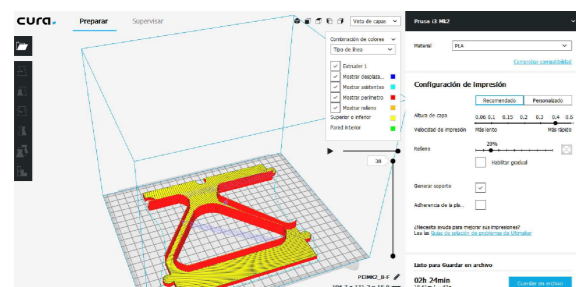 cura.
Preparar
Supervisar
Vista de capas
Prusa i3 Mk2
Material
PLA
Comprobar compatibilidad
Combinación de colores
Tipo de línea
Extruder 1
Mostrar desplaza...
Mostrar asistentes
Mostrar perímetro
Mostrar relleno
Superior o inferior
Pared interior
38
Configuración de impresión
Recomendado
Personalizado
Altura de capa
0.06 0.1 0.15 0.2 0.3 0.4 0.6
Velocidad de impresión
Más lento
Más rápido
Relleno
20%
Habilitar gradual
Generar soporte
Adherencia de la pla...
¿Necesita ayuda para mejorar sus impresiones?
Lea las Guías de solución de problemas de Ultimaker
PI3MK2_B-F
Listo para Guardar en archivo
02h 24min
Guardar en archivo